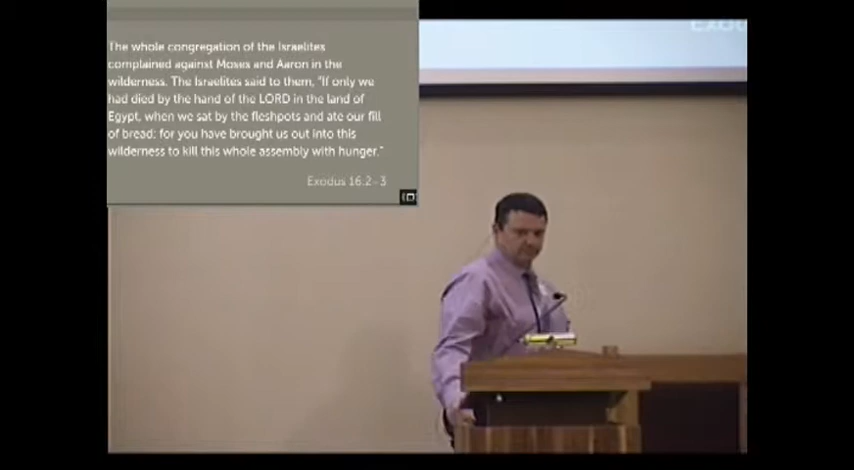 The whole congregation of the Israelites
complained against Moses and Aaron in the
wilderness. The Israelites said to them, "If only we
had died by the hand of the LORD in the land of
Egypt, when we sat by the fleshpots and ate our fill
of bread; for you have brought us out into this
wilderness to kill this whole assembly with hunger."
Exodus 16.2–3